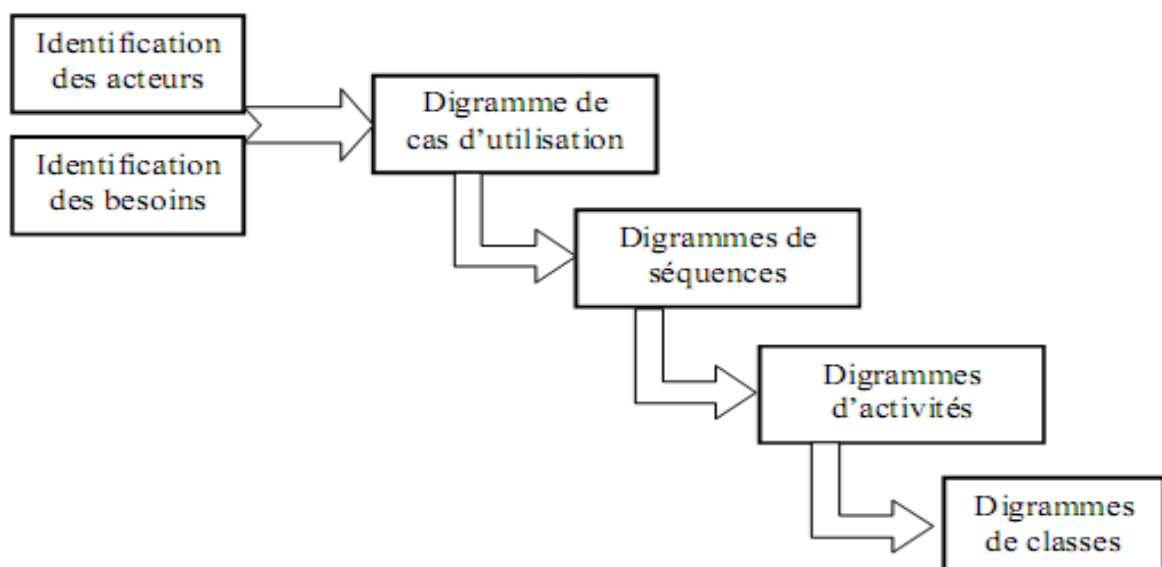 Identification
des acteurs
Identification
des besoins
Digramme de
cas d’utilisation
Digrammes de
séquences
Digrammes
d’activités
Digrammes
de classes